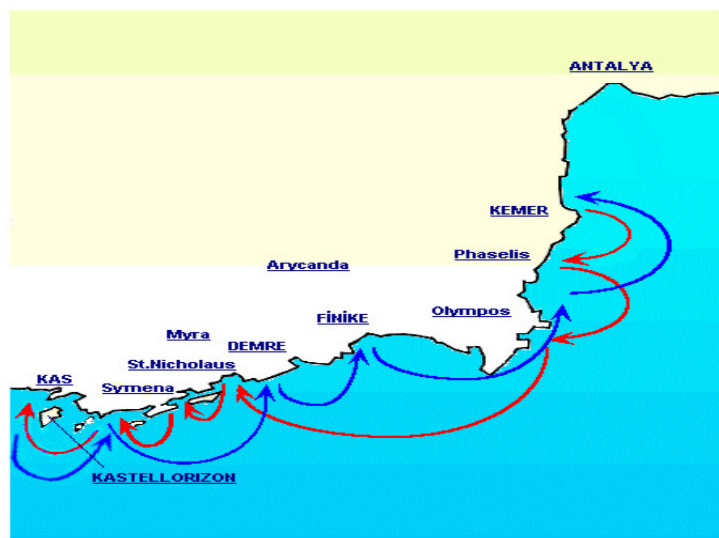 ANTALYA
KEMER
Phaselis
Arycanda
Olympos
FİNİKE
Myra
DEMRE
St.Nicholaus
KAS
Symena
KASTELLORIZON